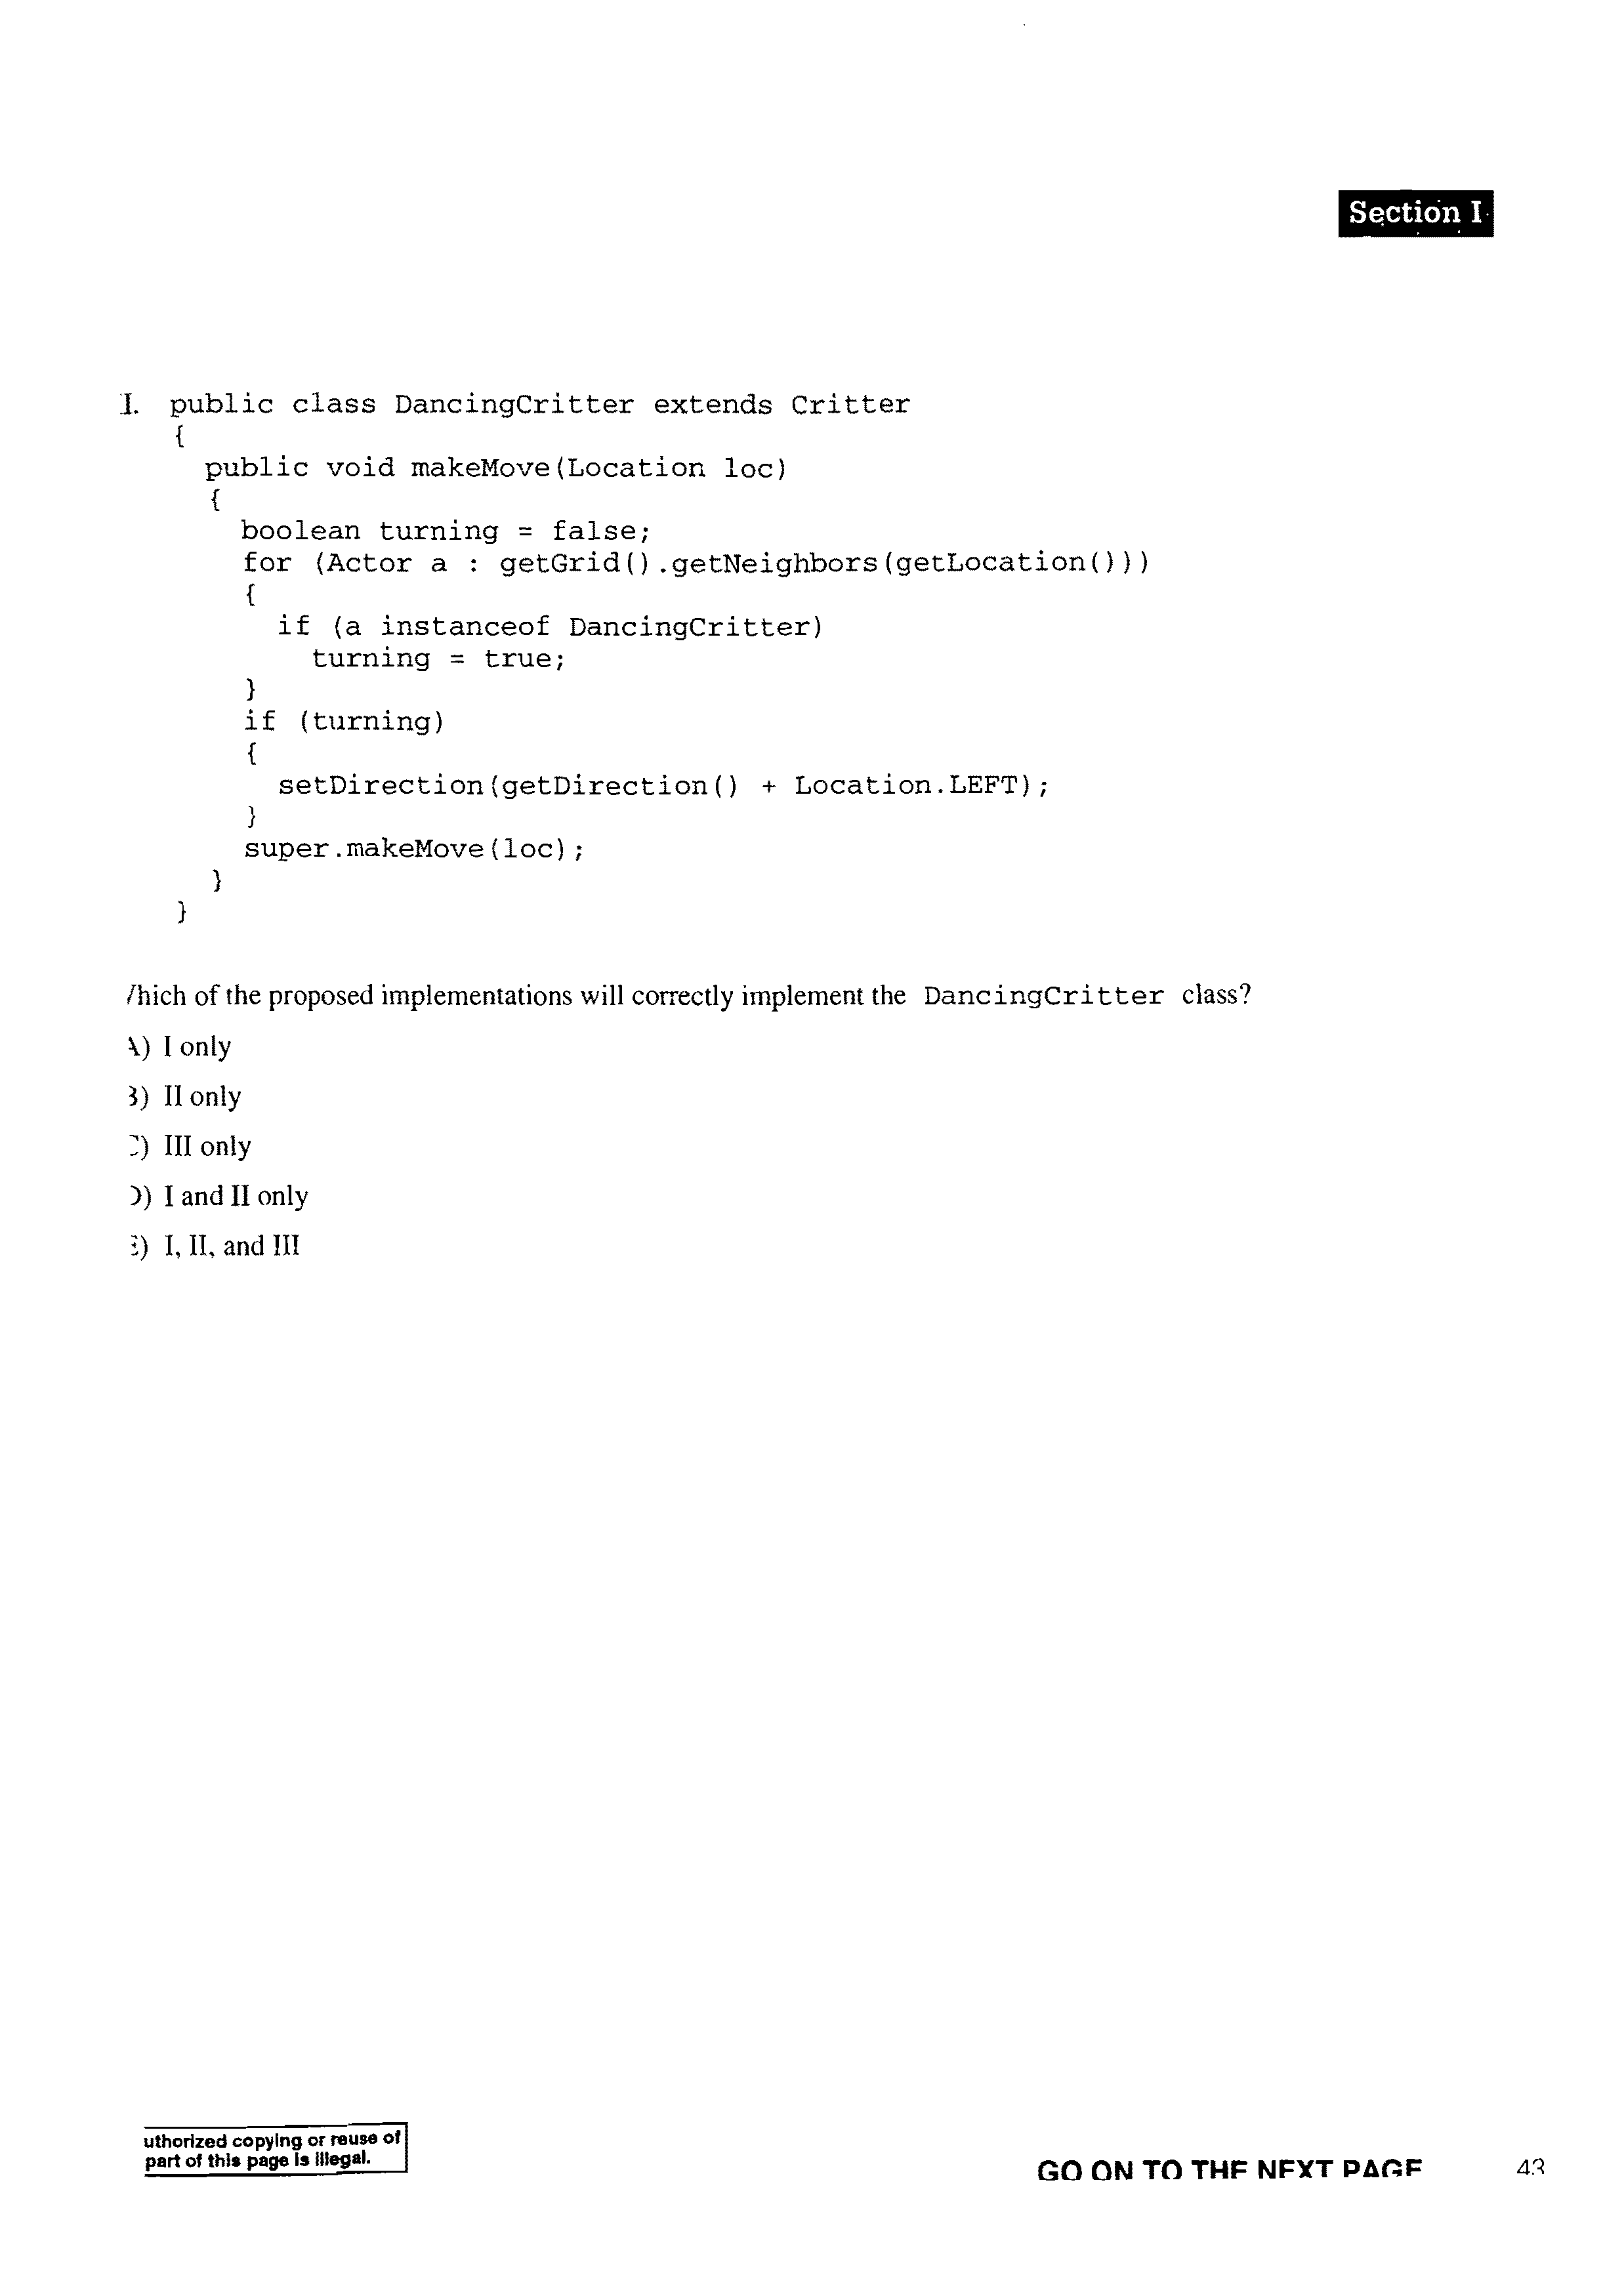 Section I
I. public class DancingCritter extends Critter
{
public void makeMove(Location loc)
{
boolean turning = false;
for (Actor a : getGrid().getNeighbors(getLocation()))
{
if (a instanceof DancingCritter)
turning = true;
}
if (turning)
{
setDirection(getDirection() + Location.LEFT);
}
super.makeMove(loc);
}
}
hich of the proposed implementations will correctly implement the DancingCritter class?
A) I only
B) II only
C) III only
D) I and II only
E) I, II, and III
uthorized copying or reuse of
part of this page is illegal.
GO ON TO THE NEXT PAGE 43